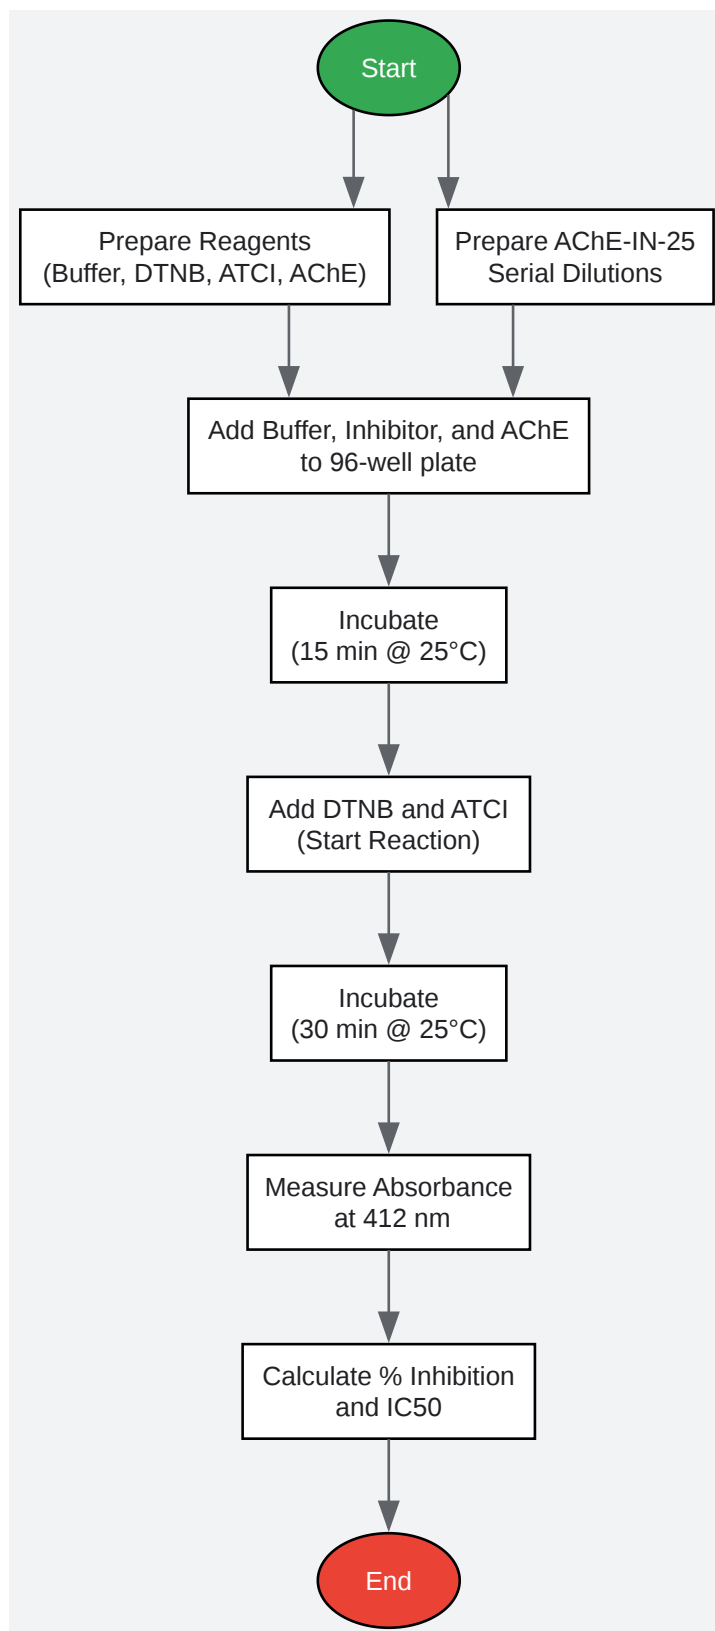 Start
Prepare Reagents
(Buffer, DTNB, ATCI, AChE)
Prepare AChE-IN-25
Serial Dilutions
Add Buffer, Inhibitor, and AChE
to 96-well plate
Incubate
(15 min @ 25°C)
Add DTNB and ATCI
(Start Reaction)
Incubate
(30 min @ 25°C)
Measure Absorbance
at 412 nm
Calculate % Inhibition
and IC50
End